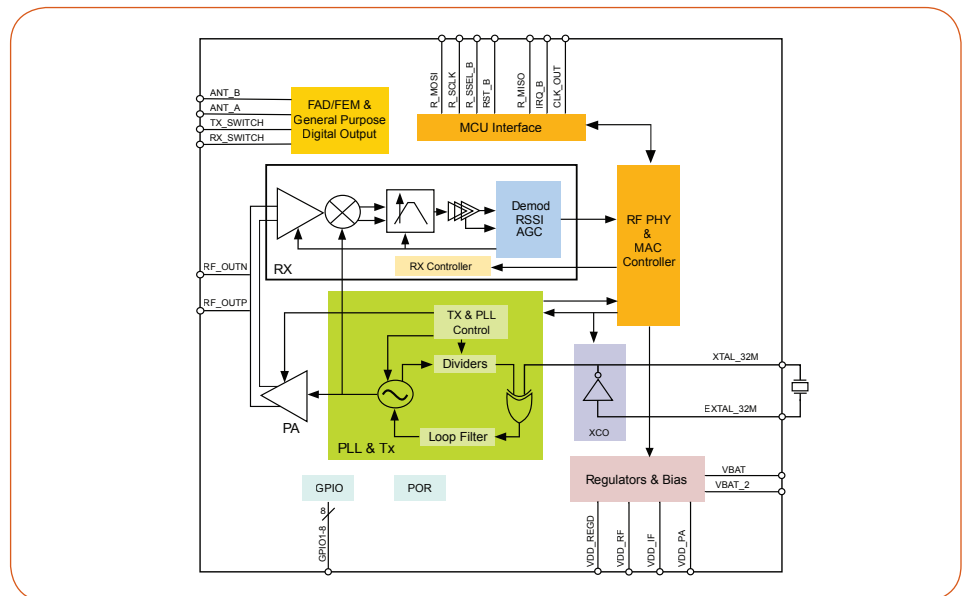 R_MOSI
R_SCLK
R_SSEL_B
RST_B
R_MISO
IRQ_B
CLK_OUT
ANT_B
ANT_A
TX_SWITCH
RX_SWITCH
FAD/FEM &
General Purpose
Digital Output
MCU Interface
Demod
RSSI
AGC
RF PHY
&
MAC
Controller
RX
RX Controller
RF_OUTN
RF_OUTP
TX & PLL
Control
Dividers
Loop Filter
PLL & Tx
PA
XCO
XTAL_32M
EXTAL_32M
Regulators & Bias
VBAT
VBAT_2
GPIO
POR
8
GPIO1-8
VDD_REGD
VDD_RF
VDD_IF
VDD_PA